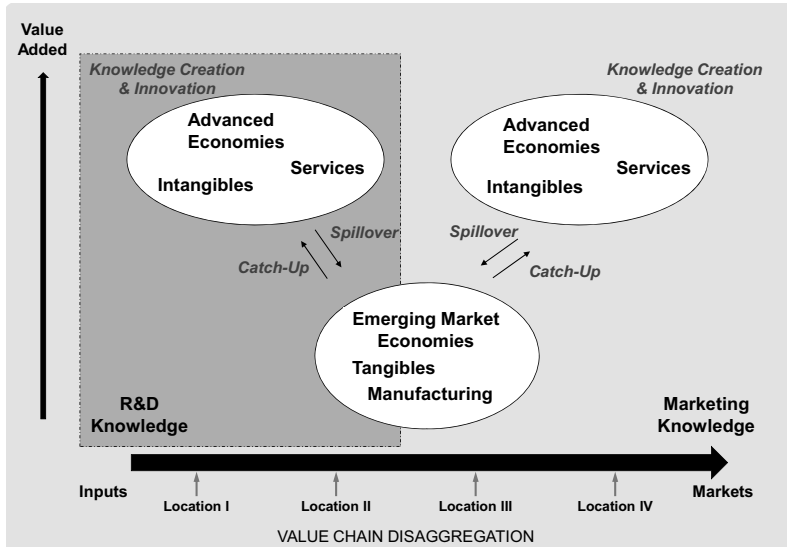 Value
Added
Knowledge Creation
& Innovation
Knowledge Creation
& Innovation
Advanced
Economies
Services
Intangibles
Advanced
Economies
Services
Intangibles
Spillover
Catch-Up
Spillover
Catch-Up
Emerging Market
Economies
Tangibles
Manufacturing
R&D
Knowledge
Marketing
Knowledge
Inputs
Location I
Location II
Location III
Location IV
Markets
VALUE CHAIN DISAGGREGATION